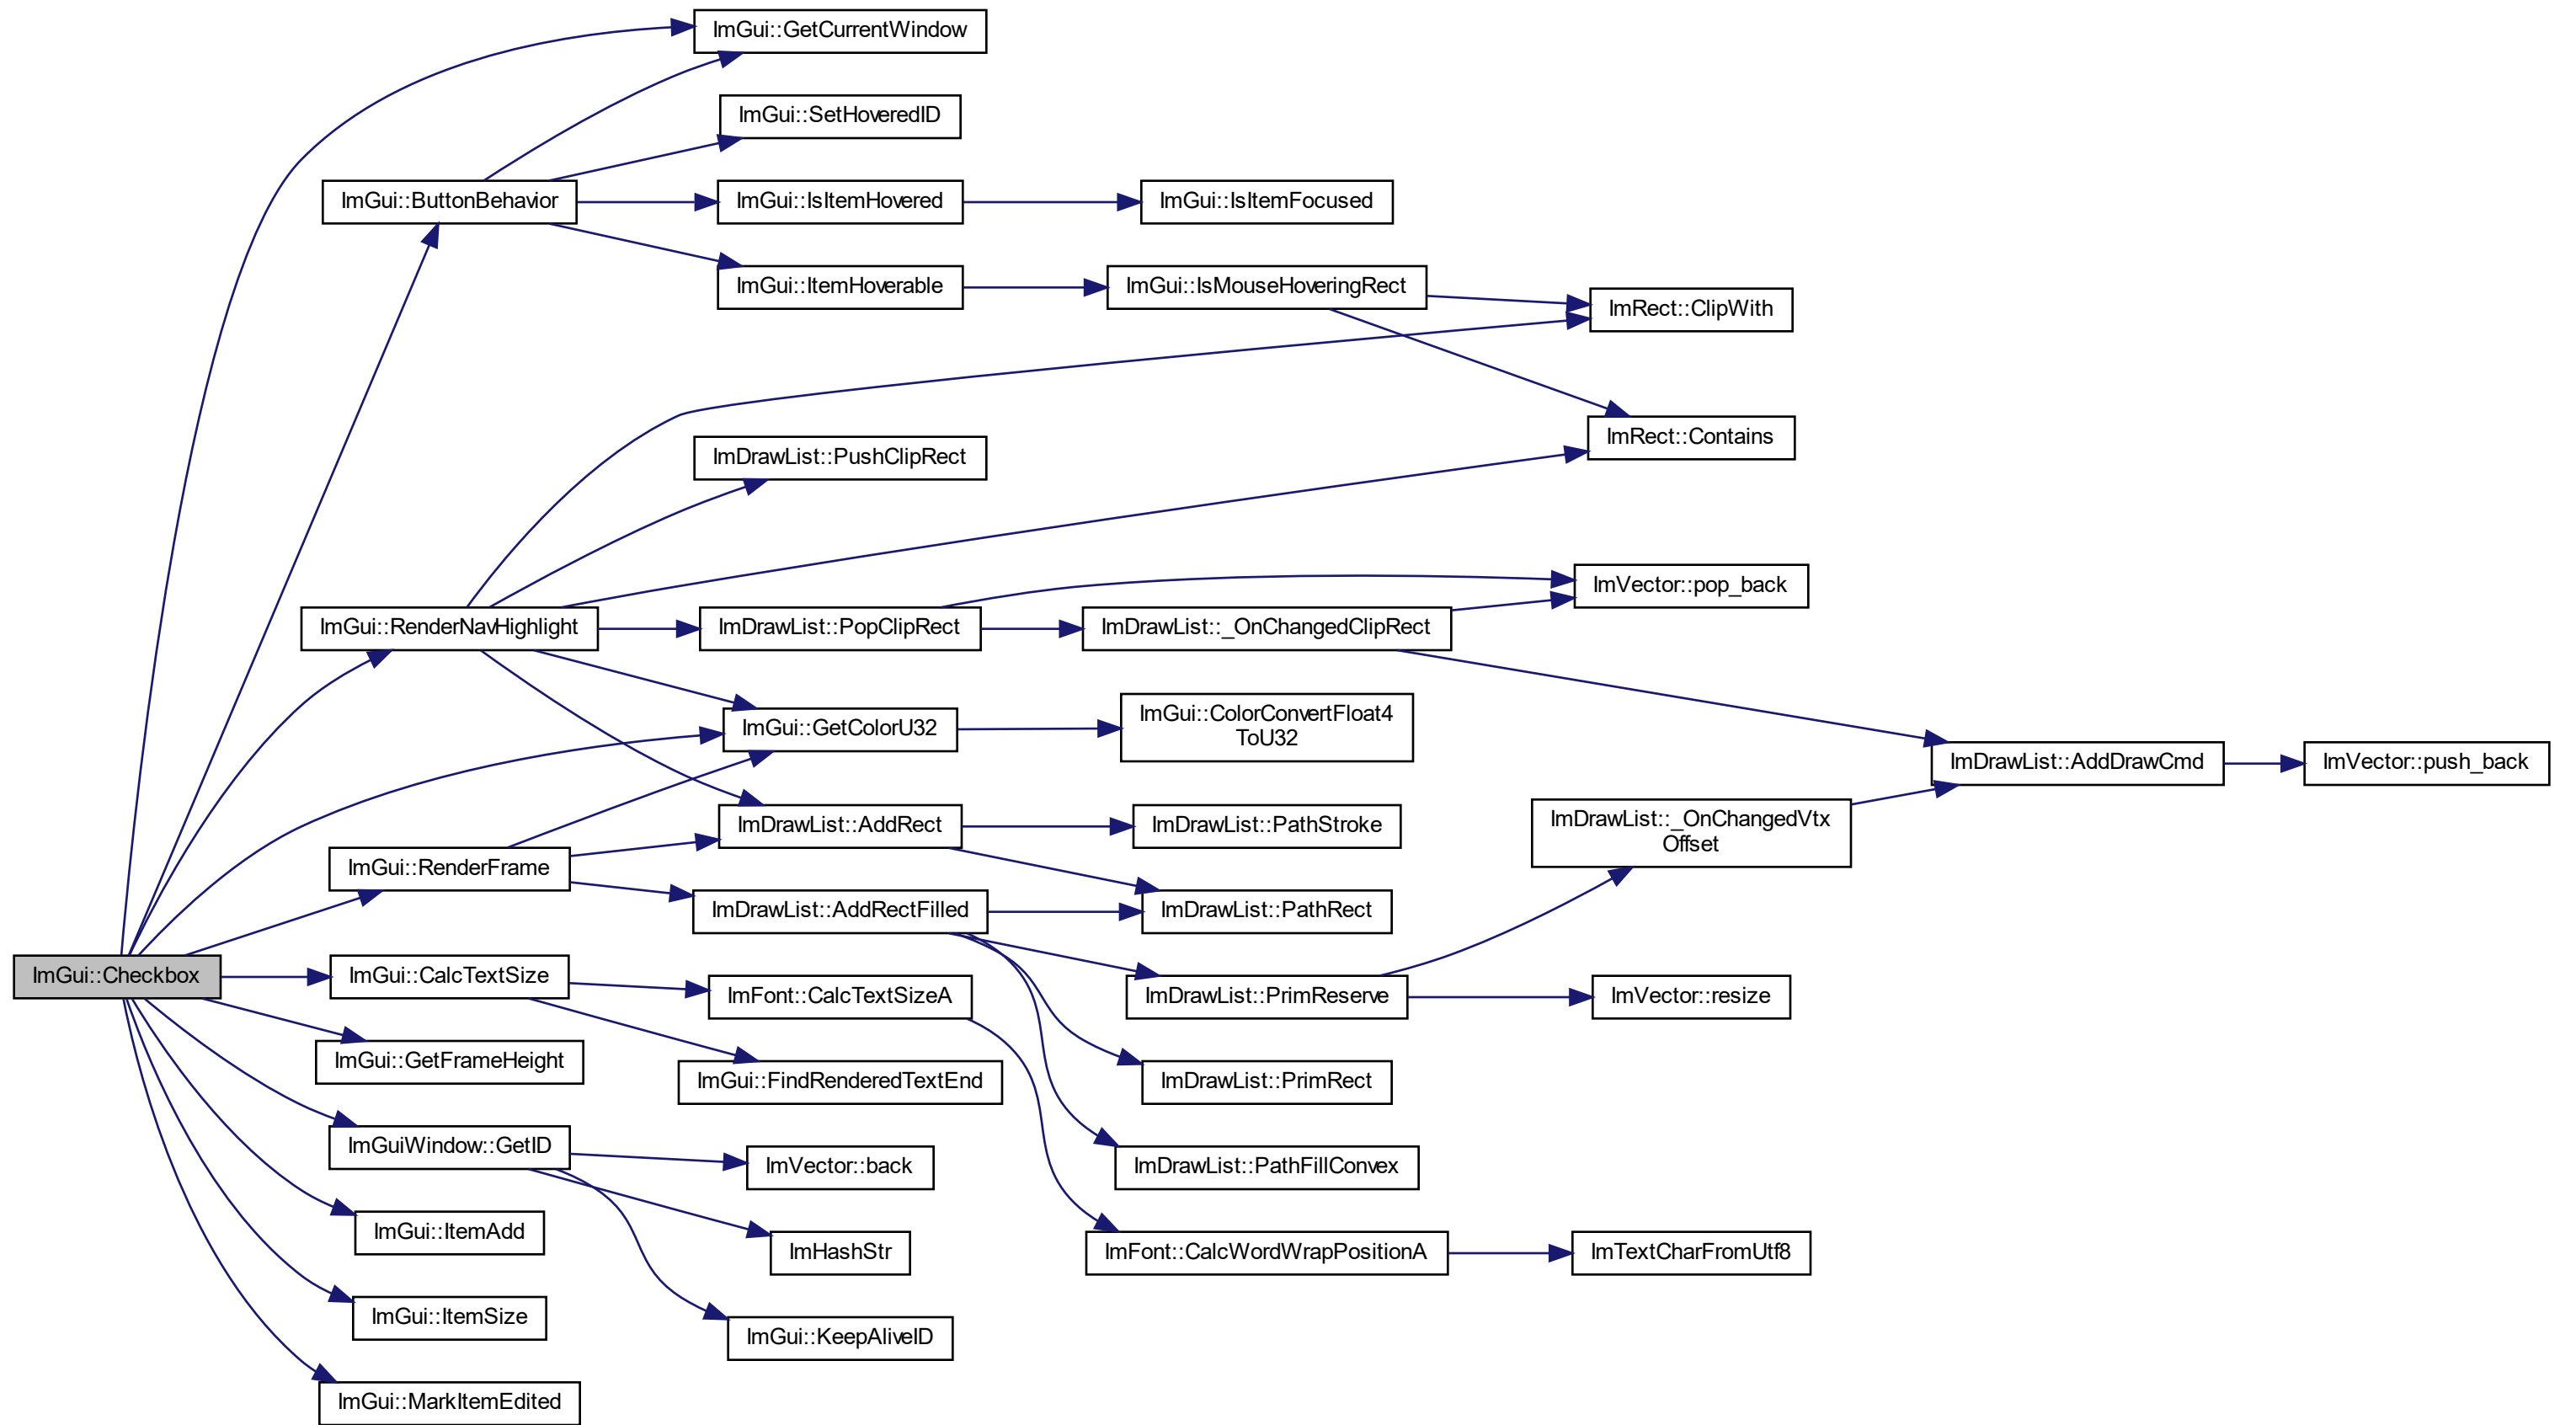 ImGui::GetCurrentWindow
ImGui::SetHoveredID
ImGui::ButtonBehavior
ImGui::IsItemHovered
ImGui::IsItemFocused
ImGui::ItemHoverable
ImGui::IsMouseHoveringRect
ImRect::ClipWith
ImRect::Contains
ImDrawList::PushClipRect
ImVector::pop_back
ImGui::RenderNavHighlight
ImDrawList::PopClipRect
ImDrawList::_OnChangedClipRect
ImGui::GetColorU32
ImGui::ColorConvertFloat4
ToU32
ImDrawList::AddDrawCmd
ImVector::push_back
ImDrawList::AddRect
ImDrawList::PathStroke
ImDrawList::_OnChangedVtx
Offset
ImGui::RenderFrame
ImDrawList::AddRectFilled
ImDrawList::PathRect
ImGui::Checkbox
ImGui::CalcTextSize
ImFont::CalcTextSizeA
ImDrawList::PrimReserve
ImVector::resize
ImGui::GetFrameHeight
ImGui::FindRenderedTextEnd
ImDrawList::PrimRect
ImGuiWindow::GetID
ImVector::back
ImDrawList::PathFillConvex
ImGui::ItemAdd
ImHashStr
ImFont::CalcWordWrapPositionA
ImTextCharFromUtf8
ImGui::ItemSize
ImGui::KeepAliveID
ImGui::MarkItemEdited